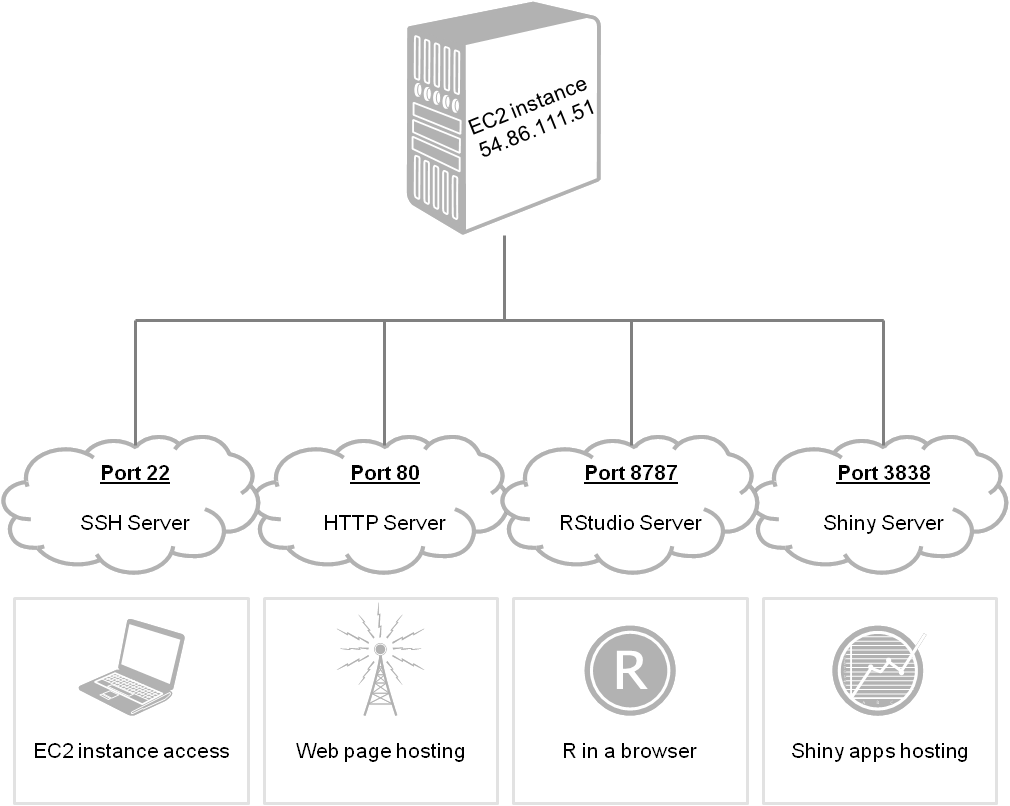 EC2 instance
54.86.111.51
Port 22
SSH Server
Port 80
HTTP Server
Port 8787
RStudio Server
Port 3838
Shiny Server
EC2 instance access
Web page hosting
R
R in a browser
Shiny apps hosting